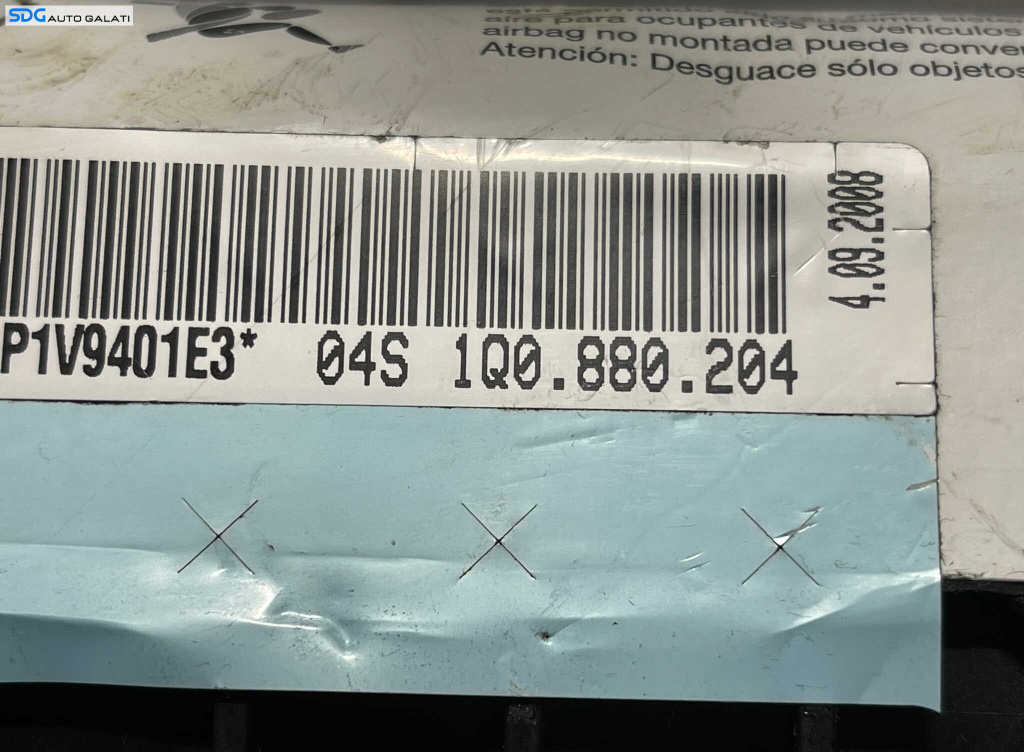 SDG AUTO GALATI
aire para ocupantes de vehículos
airbag no montada puede conver
Atención: Desguace sólo objetos
4.09.2008
P1V9401E3* 04S 1Q0.880.204